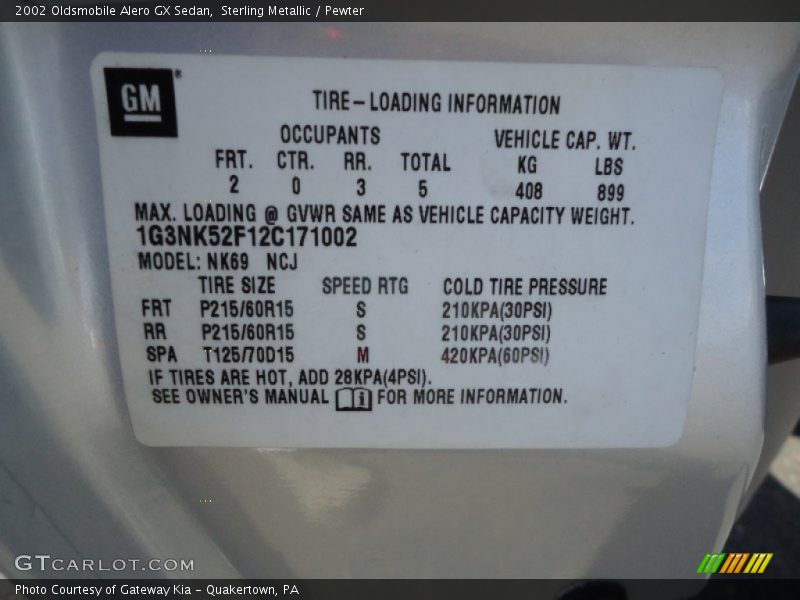 2002 Oldsmobile Alero GX Sedan, Sterling Metallic / Pewter
GM ®
TIRE-LOADING INFORMATION
OCCUPANTS VEHICLE CAP. WT.
FRT. CTR. RR. TOTAL KG LBS
2 0 3 5 408 899
MAX. LOADING @ GVWR SAME AS VEHICLE CAPACITY WEIGHT.
1G3NK52F12C171002
MODEL: NK69 NCJ
TIRE SIZE SPEED RTG COLD TIRE PRESSURE
FRT P215/60R15 S 210KPA(30PSI)
RR P215/60R15 S 210KPA(30PSI)
SPA T125/70D15 M 420KPA(60PSI)
IF TIRES ARE HOT, ADD 28KPA(4PSI).
SEE OWNER'S MANUAL FOR MORE INFORMATION.
GTCARLOT.COM
Photo Courtesy of Gateway Kia - Quakertown, PA